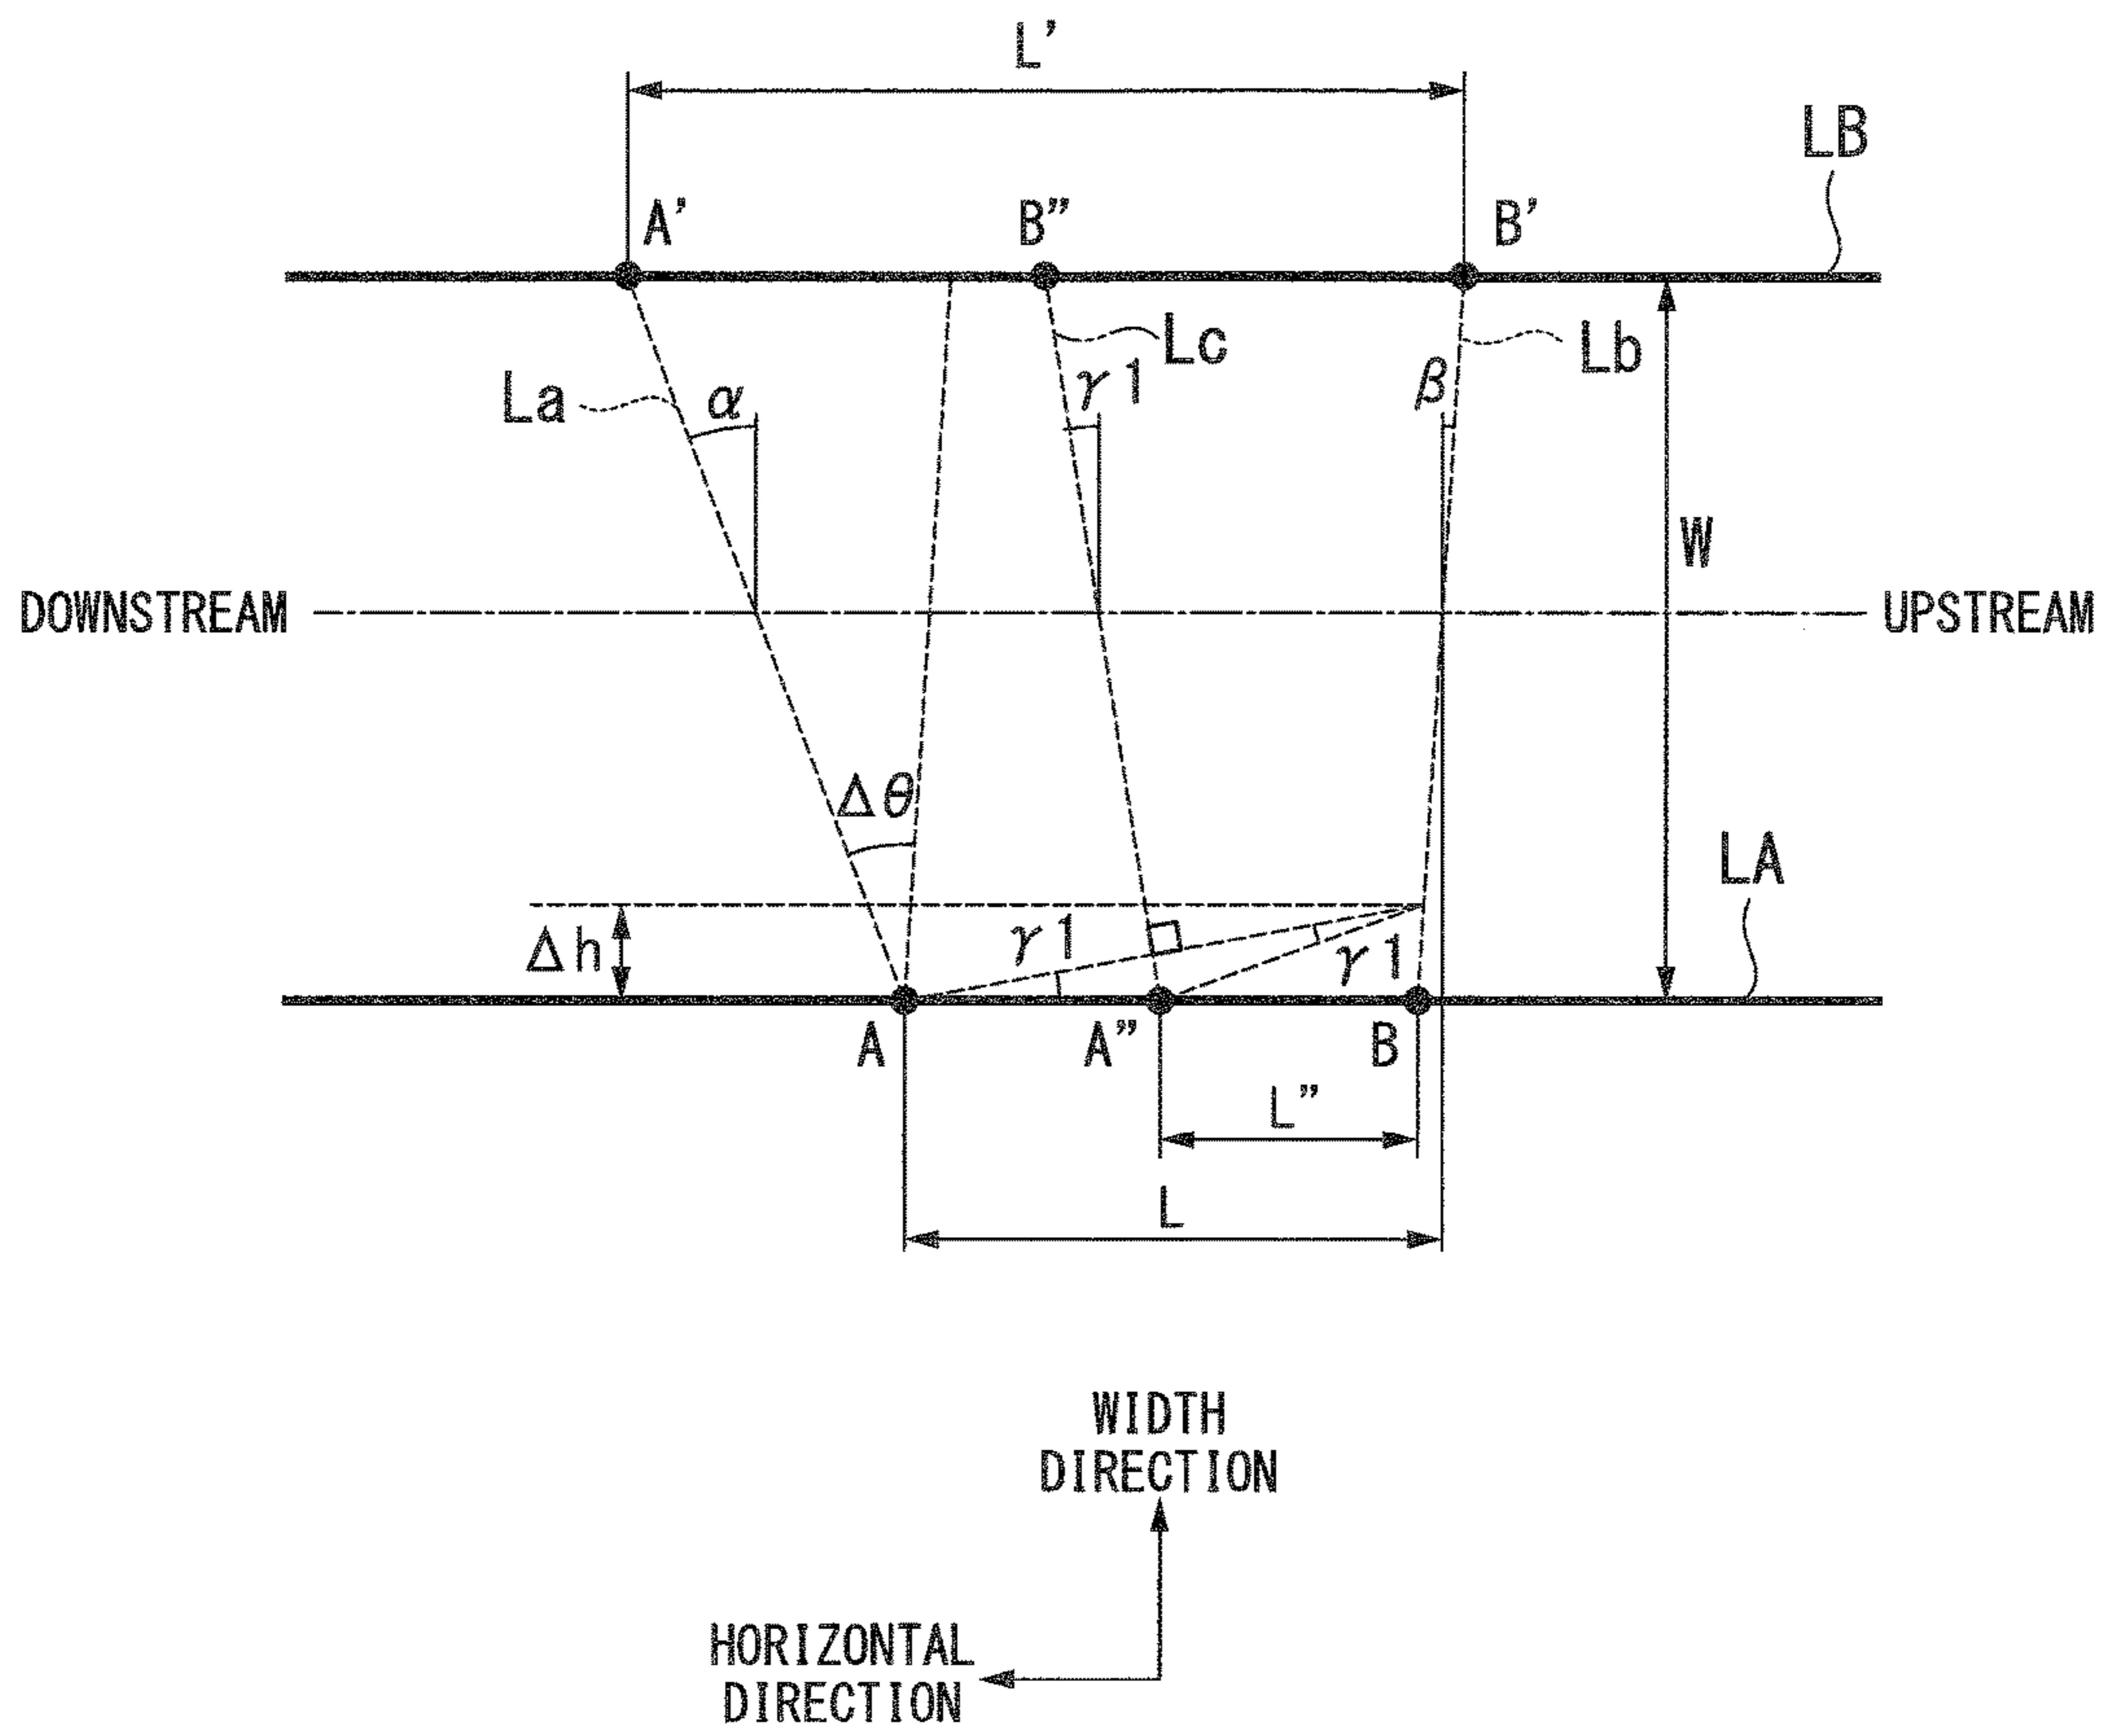 L’
LB
A’
B”
B’
Lc
Lb
La
α
γ1
β
W
DOWNSTREAM
UPSTREAM
Δθ
LA
Δh
γ1
γ1
A
A”
B
L”
L
WIDTH
DIRECTION
HORIZONTAL
DIRECTION